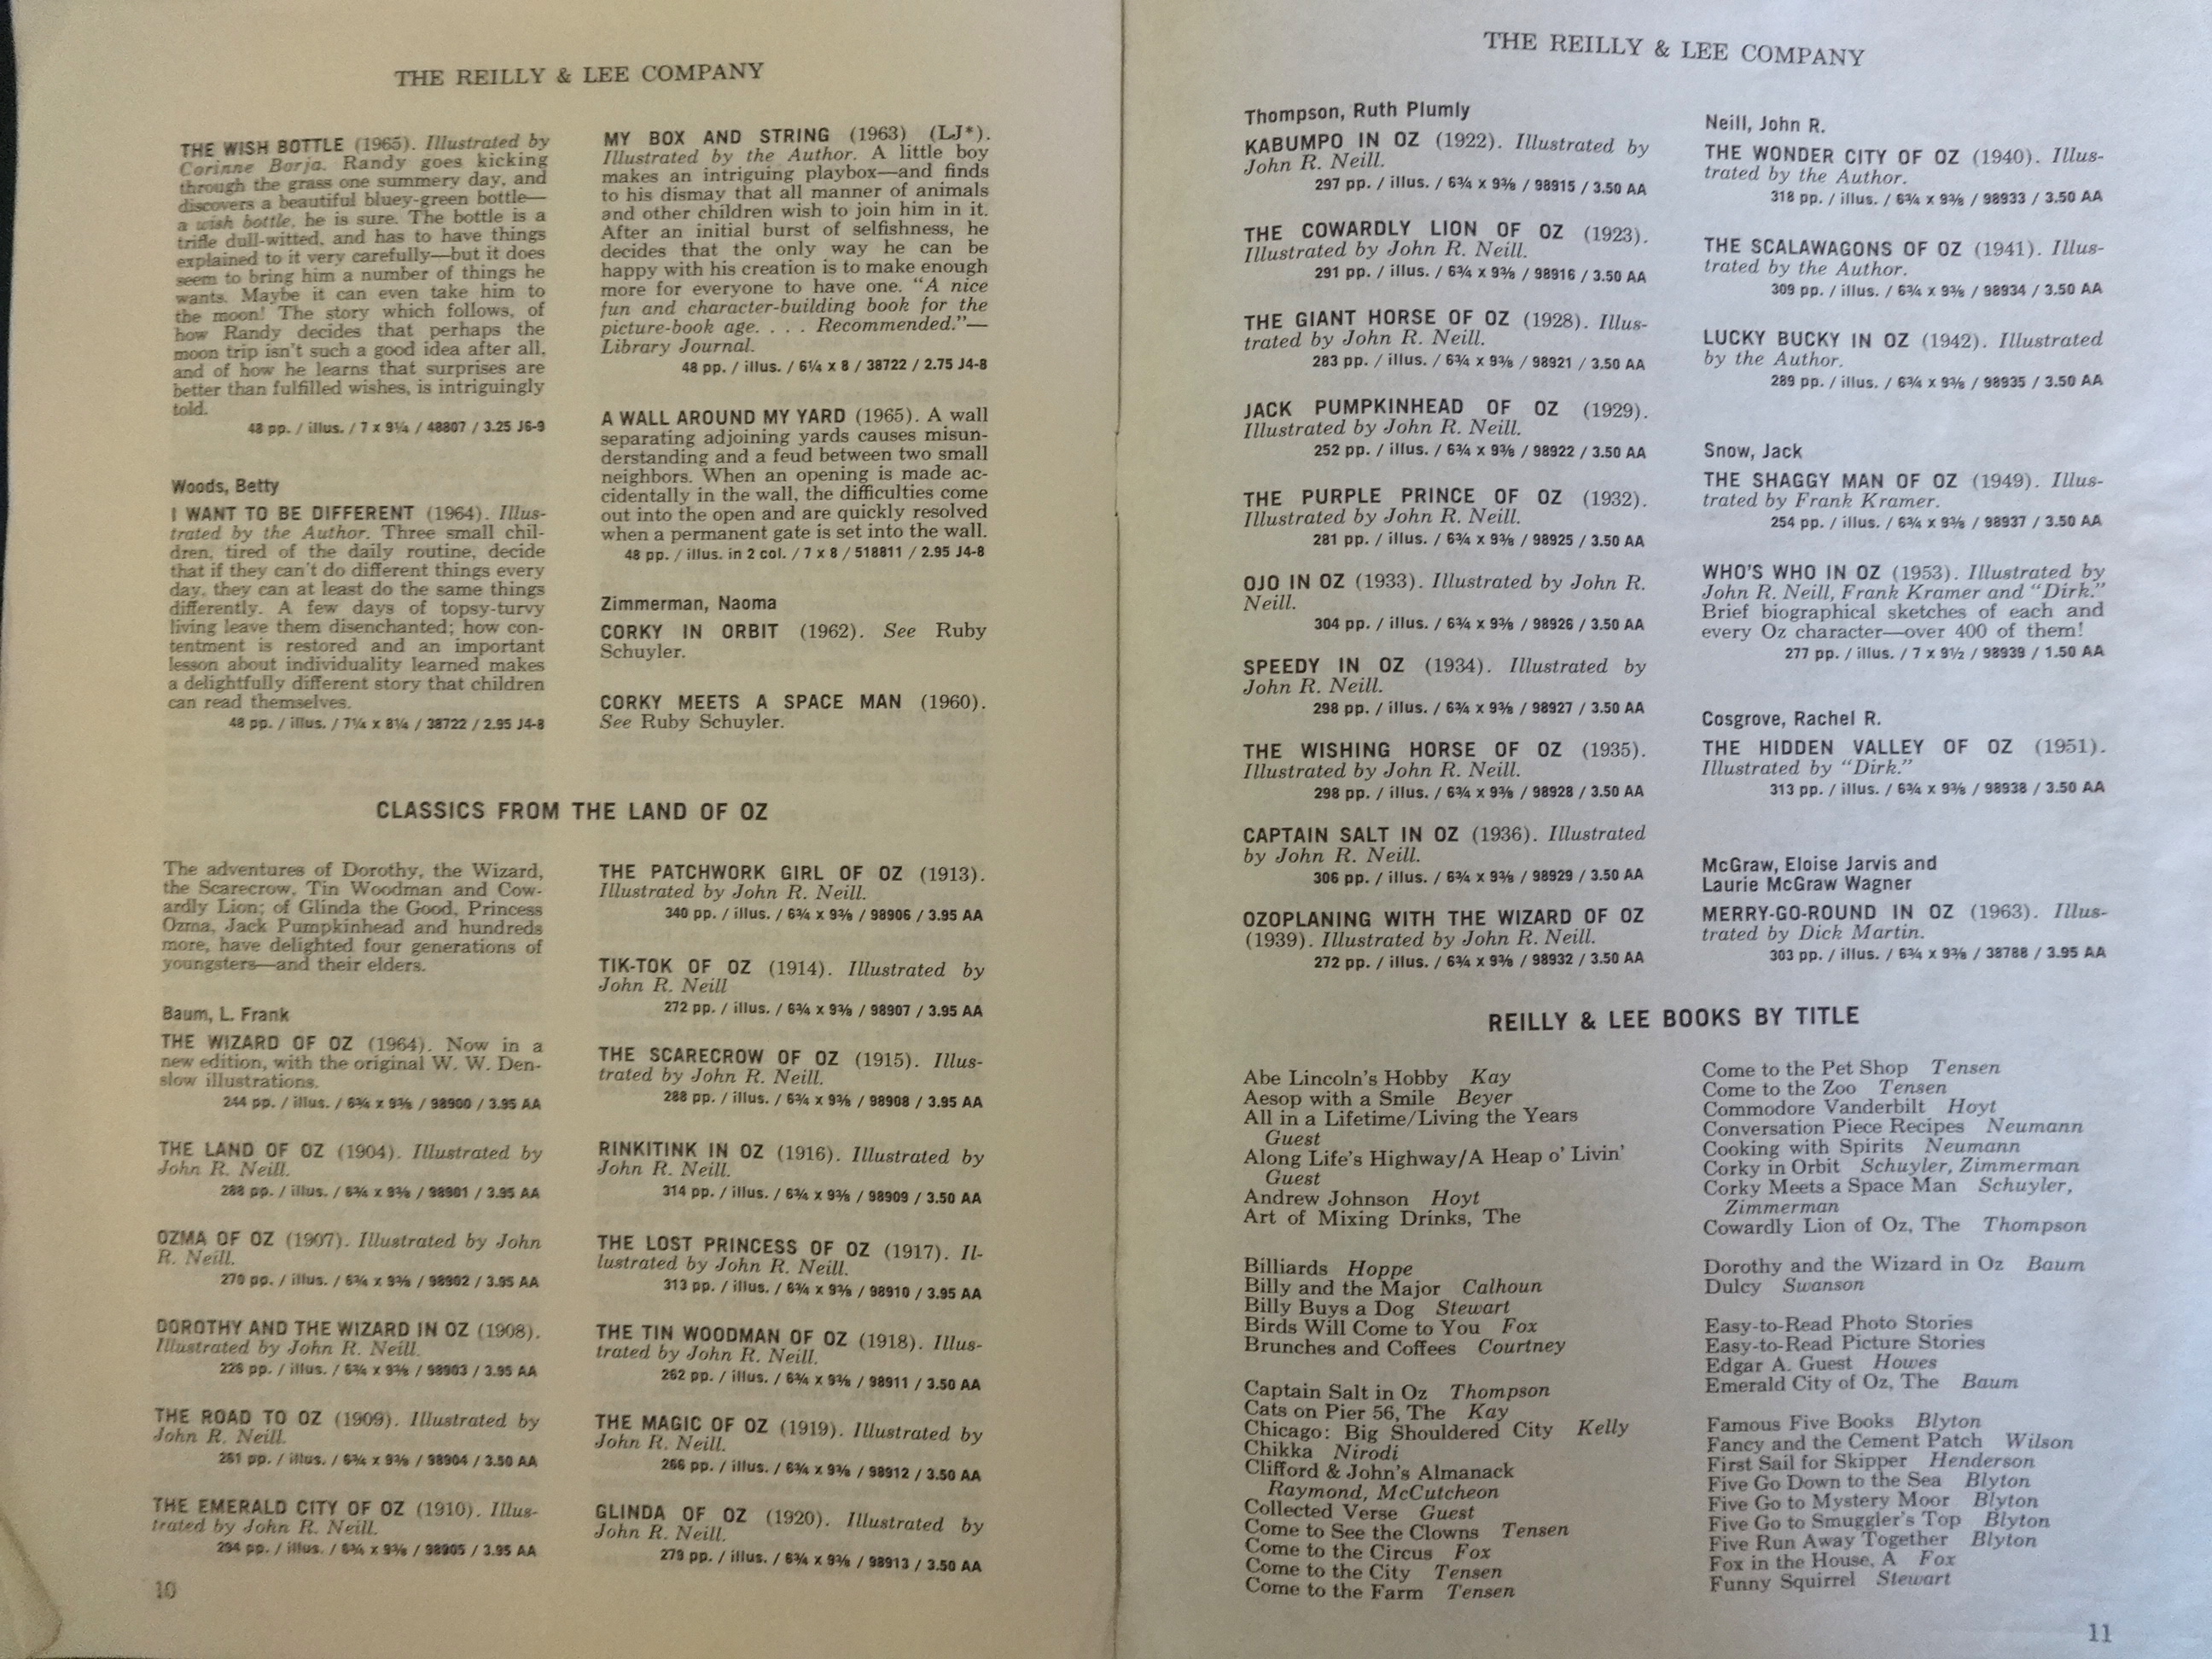 THE REILLY & LEE COMPANY
THE WISH BOTTLE (1965). Illustrated by
Corinne Borja. Randy goes kicking
through the grass one summery day, and
discovers a beautiful bluey-green bottle—
a wish bottle, he is sure. The bottle is a
trifle dull-witted, and has to have things
explained to it very carefully—but it does
seem to bring him a number of things he
wants. Maybe it can even take him to
the moon! The story which follows, of
how Randy decides that perhaps the
moon trip isn't such a good idea after all,
and of how he learns that surprises are
better than fulfilled wishes, is intriguingly
told.
48 pp. / illus. / 7 x 9¼ / 48807 / 3.25 J6-9
Woods, Betty
I WANT TO BE DIFFERENT (1964). Illus-
trated by the Author. Three small chil-
dren, tired of the daily routine, decide
that if they can't do different things every
day, they can at least do the same things
differently. A few days of topsy-turvy
living leave them disenchanted; how con-
tentment is restored and an important
lesson about individuality learned makes
a delightfully different story that children
can read themselves.
48 pp. / illus. / 7¼ x 8¼ / 38722 / 2.95 J4-8
MY BOX AND STRING (1963) (LJ*).
Illustrated by the Author. A little boy
makes an intriguing playbox—and finds
to his dismay that all manner of animals
and other children wish to join him in it.
After an initial burst of selfishness, he
decides that the only way he can be
happy with his creation is to make enough
more for everyone to have one. "A nice
fun and character-building book for the
picture-book age. . . . Recommended."—
Library Journal.
48 pp. / illus. / 6¼ x 8 / 38722 / 2.75 J4-8
A WALL AROUND MY YARD (1965). A wall
separating adjoining yards causes misun-
derstanding and a feud between two small
neighbors. When an opening is made ac-
cidentally in the wall, the difficulties come
out into the open and are quickly resolved
when a permanent gate is set into the wall.
48 pp. / illus. in 2 col. / 7 x 8 / 518811 / 2.95 J4-8
Zimmerman, Naoma
CORKY IN ORBIT (1962). See Ruby
Schuyler.
CORKY MEETS A SPACE MAN (1960).
See Ruby Schuyler.
CLASSICS FROM THE LAND OF OZ
The adventures of Dorothy, the Wizard,
the Scarecrow, Tin Woodman and Cow-
ardly Lion; of Glinda the Good, Princess
Ozma, Jack Pumpkinhead and hundreds
more, have delighted four generations of
youngsters—and their elders.
Baum, L. Frank
THE WIZARD OF OZ (1964). Now in a
new edition, with the original W. W. Den-
slow illustrations.
244 pp. / illus. / 6¾ x 9⅜ / 98900 / 3.95 AA
THE LAND OF OZ (1904). Illustrated by
John R. Neill.
288 pp. / illus. / 6¾ x 9⅜ / 98901 / 3.95 AA
OZMA OF OZ (1907). Illustrated by John
R. Neill.
270 pp. / illus. / 6¾ x 9⅜ / 98902 / 3.95 AA
DOROTHY AND THE WIZARD IN OZ (1908).
Illustrated by John R. Neill.
226 pp. / illus. / 6¾ x 9⅜ / 98903 / 3.95 AA
THE ROAD TO OZ (1909). Illustrated by
John R. Neill.
261 pp. / illus. / 6¾ x 9⅜ / 98904 / 3.50 AA
THE EMERALD CITY OF OZ (1910). Illus-
trated by John R. Neill.
294 pp. / illus. / 6¾ x 9⅜ / 98905 / 3.95 AA
THE PATCHWORK GIRL OF OZ (1913).
Illustrated by John R. Neill.
340 pp. / illus. / 6¾ x 9⅜ / 98906 / 3.95 AA
TIK-TOK OF OZ (1914). Illustrated by
John R. Neill
272 pp. / illus. / 6¾ x 9⅜ / 98907 / 3.95 AA
THE SCARECROW OF OZ (1915). Illus-
trated by John R. Neill.
288 pp. / illus. / 6¾ x 9⅜ / 98908 / 3.95 AA
RINKITINK IN OZ (1916). Illustrated by
John R. Neill.
314 pp. / illus. / 6¾ x 9⅜ / 98909 / 3.50 AA
THE LOST PRINCESS OF OZ (1917). Il-
lustrated by John R. Neill.
313 pp. / illus. / 6¾ x 9⅜ / 98910 / 3.95 AA
THE TIN WOODMAN OF OZ (1918). Illus-
trated by John R. Neill.
262 pp. / illus. / 6¾ x 9⅜ / 98911 / 3.50 AA
THE MAGIC OF OZ (1919). Illustrated by
John R. Neill.
266 pp. / illus. / 6¾ x 9⅜ / 98912 / 3.50 AA
GLINDA OF OZ (1920). Illustrated by
John R. Neill.
279 pp. / illus. / 6¾ x 9⅜ / 98913 / 3.50 AA
10
THE REILLY & LEE COMPANY
Thompson, Ruth Plumly
KABUMPO IN OZ (1922). Illustrated by
John R. Neill.
297 pp. / illus. / 6¾ x 9⅜ / 98915 / 3.50 AA
THE COWARDLY LION OF OZ (1923).
Illustrated by John R. Neill.
291 pp. / illus. / 6¾ x 9⅜ / 98916 / 3.50 AA
THE GIANT HORSE OF OZ (1928). Illus-
trated by John R. Neill.
283 pp. / illus. / 6¾ x 9⅜ / 98921 / 3.50 AA
JACK PUMPKINHEAD OF OZ (1929).
Illustrated by John R. Neill.
252 pp. / illus. / 6¾ x 9⅜ / 98922 / 3.50 AA
THE PURPLE PRINCE OF OZ (1932).
Illustrated by John R. Neill.
281 pp. / illus. / 6¾ x 9⅜ / 98925 / 3.50 AA
OJO IN OZ (1933). Illustrated by John R.
Neill.
304 pp. / illus. / 6¾ x 9⅜ / 98926 / 3.50 AA
SPEEDY IN OZ (1934). Illustrated by
John R. Neill.
298 pp. / illus. / 6¾ x 9⅜ / 98927 / 3.50 AA
THE WISHING HORSE OF OZ (1935).
Illustrated by John R. Neill.
298 pp. / illus. / 6¾ x 9⅜ / 98928 / 3.50 AA
CAPTAIN SALT IN OZ (1936). Illustrated
by John R. Neill.
306 pp. / illus. / 6¾ x 9⅜ / 98929 / 3.50 AA
OZOPLANING WITH THE WIZARD OF OZ
(1939). Illustrated by John R. Neill.
272 pp. / illus. / 6¾ x 9⅜ / 98932 / 3.50 AA
Neill, John R.
THE WONDER CITY OF OZ (1940). Illus-
trated by the Author.
318 pp. / illus. / 6¾ x 9⅜ / 98933 / 3.50 AA
THE SCALAWAGONS OF OZ (1941). Illus-
trated by the Author.
309 pp. / illus. / 6¾ x 9⅜ / 98934 / 3.50 AA
LUCKY BUCKY IN OZ (1942). Illustrated
by the Author.
289 pp. / illus. / 6¾ x 9⅜ / 98935 / 3.50 AA
Snow, Jack
THE SHAGGY MAN OF OZ (1949). Illus-
trated by Frank Kramer.
254 pp. / illus. / 6¾ x 9⅜ / 98937 / 3.50 AA
WHO'S WHO IN OZ (1953). Illustrated by
John R. Neill, Frank Kramer and "Dirk."
Brief biographical sketches of each and
every Oz character—over 400 of them!
277 pp. / illus. / 7 x 9½ / 98939 / 1.50 AA
Cosgrove, Rachel R.
THE HIDDEN VALLEY OF OZ (1951).
Illustrated by "Dirk."
313 pp. / illus. / 6¾ x 9⅜ / 98938 / 3.50 AA
McGraw, Eloise Jarvis and
Laurie McGraw Wagner
MERRY-GO-ROUND IN OZ (1963). Illus-
trated by Dick Martin.
303 pp. / illus. / 6¾ x 9⅜ / 38788 / 3.95 AA
REILLY & LEE BOOKS BY TITLE
Abe Lincoln's Hobby Kay
Aesop with a Smile Beyer
All in a Lifetime/Living the Years
Guest
Along Life's Highway/A Heap o' Livin'
Guest
Andrew Johnson Hoyt
Art of Mixing Drinks, The
Billiards Hoppe
Billy and the Major Calhoun
Billy Buys a Dog Stewart
Birds Will Come to You Fox
Brunches and Coffees Courtney
Captain Salt in Oz Thompson
Cats on Pier 56, The Kay
Chicago: Big Shouldered City Kelly
Chikka Nirodi
Clifford & John's Almanack
Raymond, McCutcheon
Collected Verse Guest
Come to See the Clowns Tensen
Come to the Circus Fox
Come to the City Tensen
Come to the Farm Tensen
Come to the Pet Shop Tensen
Come to the Zoo Tensen
Commodore Vanderbilt Hoyt
Conversation Piece Recipes Neumann
Cooking with Spirits Neumann
Corky in Orbit Schuyler, Zimmerman
Corky Meets a Space Man Schuyler,
Zimmerman
Cowardly Lion of Oz, The Thompson
Dorothy and the Wizard in Oz Baum
Dulcy Swanson
Easy-to-Read Photo Stories
Easy-to-Read Picture Stories
Edgar A. Guest Howes
Emerald City of Oz, The Baum
Famous Five Books Blyton
Fancy and the Cement Patch Wilson
First Sail for Skipper Henderson
Five Go Down to the Sea Blyton
Five Go to Mystery Moor Blyton
Five Go to Smuggler's Top Blyton
Five Run Away Together Blyton
Fox in the House, A Fox
Funny Squirrel Stewart
11